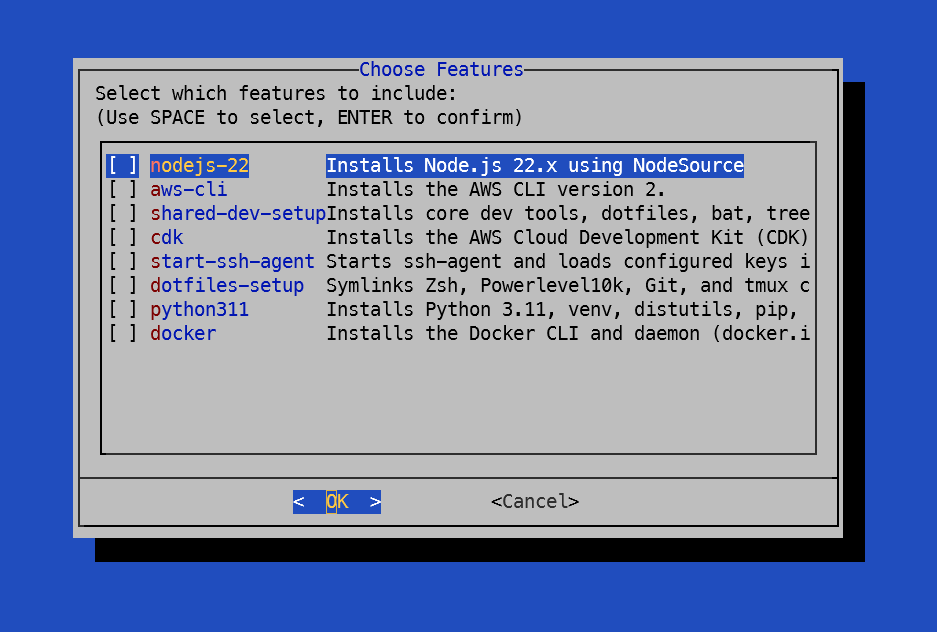 Choose Features
Select which features to include:
(Use SPACE to select, ENTER to confirm)
[ ] nodejs-22 Installs Node.js 22.x using NodeSource
[ ] aws-cli Installs the AWS CLI version 2.
[ ] shared-dev-setupInstalls core dev tools, dotfiles, bat, tree
[ ] cdk Installs the AWS Cloud Development Kit (CDK)
[ ] start-ssh-agent Starts ssh-agent and loads configured keys i
[ ] dotfiles-setup Symlinks Zsh, Powerlevel10k, Git, and tmux c
[ ] python311 Installs Python 3.11, venv, distutils, pip,
[ ] docker Installs the Docker CLI and daemon (docker.i
< OK > <Cancel>